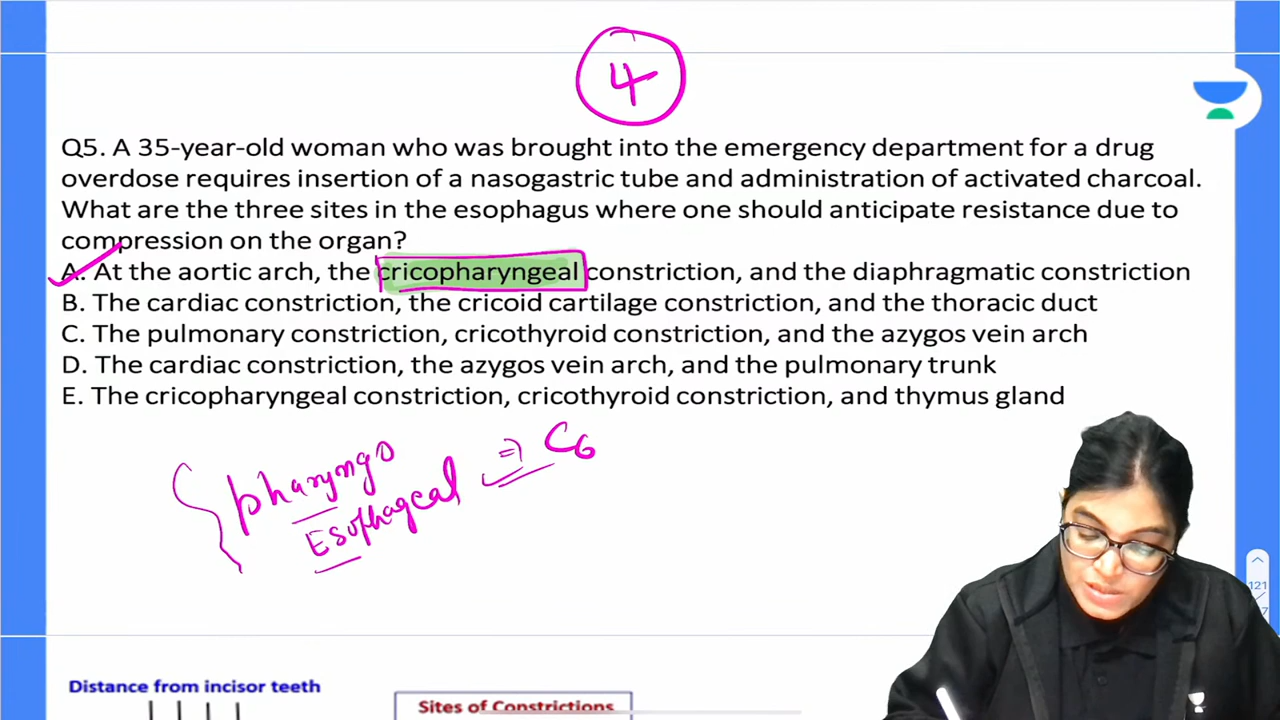 4
Q5. A 35-year-old woman who was brought into the emergency department for a drug
overdose requires insertion of a nasogastric tube and administration of activated charcoal.
What are the three sites in the esophagus where one should anticipate resistance due to
compression on the organ?
A. At the aortic arch, the cricopharyngeal constriction, and the diaphragmatic constriction
B. The cardiac constriction, the cricoid cartilage constriction, and the thoracic duct
C. The pulmonary constriction, cricothyroid constriction, and the azygos vein arch
D. The cardiac constriction, the azygos vein arch, and the pulmonary trunk
E. The cricopharyngeal constriction, cricothyroid constriction, and thymus gland
pharyngo
Esophageal ⇒ C6
121
7
Distance from incisor teeth
Sites of Constrictions